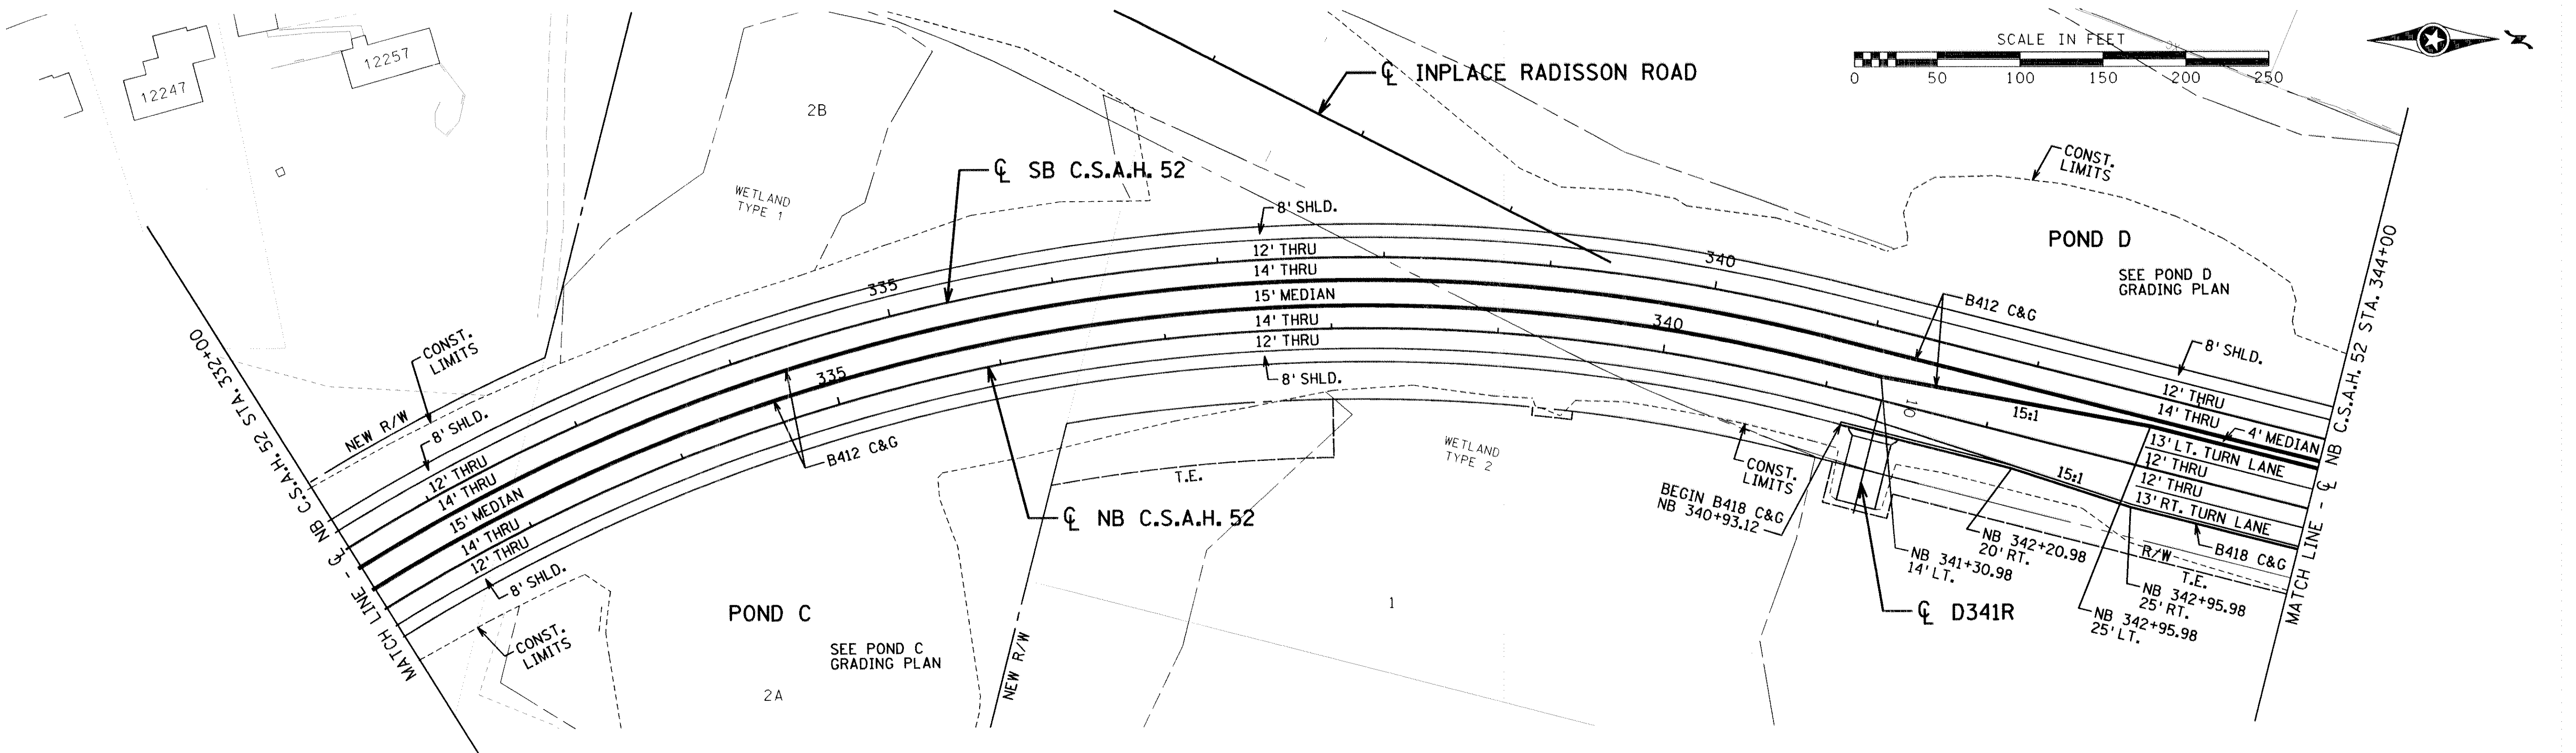 12247
12257
2B
WETLAND
TYPE 1
℄ INPLACE RADISSON ROAD
SCALE IN FEET
0 50 100 150 200 250
N
℄ SB C.S.A.H. 52
8' SHLD.
12' THRU
14' THRU
15' MEDIAN
14' THRU
12' THRU
8' SHLD.
335
335
340
340
CONST.
LIMITS
POND D
SEE POND D
GRADING PLAN
B412 C&G
8' SHLD.
12' THRU
14' THRU
4' MEDIAN
13' LT. TURN LANE
12' THRU
12' THRU
13' RT. TURN LANE
B418 C&G
15:1
15:1
R/W
T.E.
MATCH LINE - ℄ NB C.S.A.H. 52 STA. 344+00
MATCH LINE - ℄ NB C.S.A.H. 52 STA. 332+00
CONST.
LIMITS
NEW R/W
8' SHLD.
12' THRU
14' THRU
15' MEDIAN
14' THRU
12' THRU
8' SHLD.
CONST.
LIMITS
B412 C&G
℄ NB C.S.A.H. 52
T.E.
NEW R/W
POND C
SEE POND C
GRADING PLAN
2A
WETLAND
TYPE 2
1
CONST.
LIMITS
BEGIN B418 C&G
NB 340+93.12
10
℄ D341R
NB 341+30.98
14' LT.
NB 342+20.98
20' RT.
NB 342+95.98
25' RT.
NB 342+95.98
25' LT.